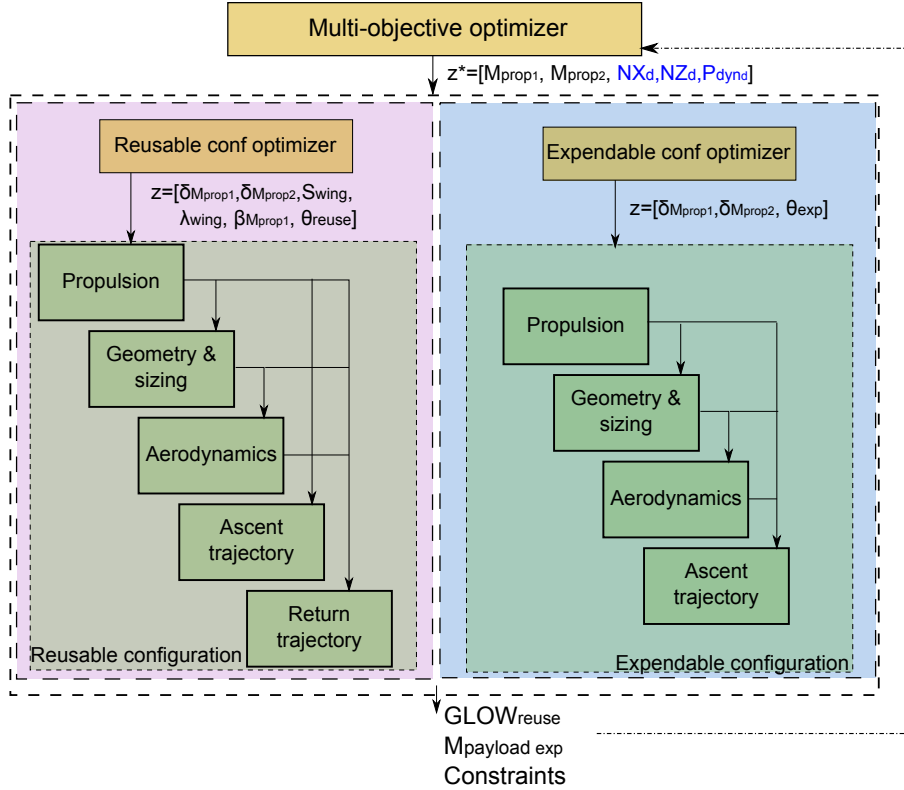 Multi-objective optimizer
z*=[Mprop1, Mprop2, NXd,NZd,Pdynd]
Reusable conf optimizer
z=[δMprop1,δMprop2,Swing,
λwing, βMprop1, θreuse]
Propulsion
Geometry &
sizing
Aerodynamics
Ascent
trajectory
Return
trajectory
Reusable configuration
Expendable conf optimizer
z=[δMprop1,δMprop2, θexp]
Propulsion
Geometry &
sizing
Aerodynamics
Ascent
trajectory
Expendable configuration
GLOWreuse
Mpayload exp
Constraints